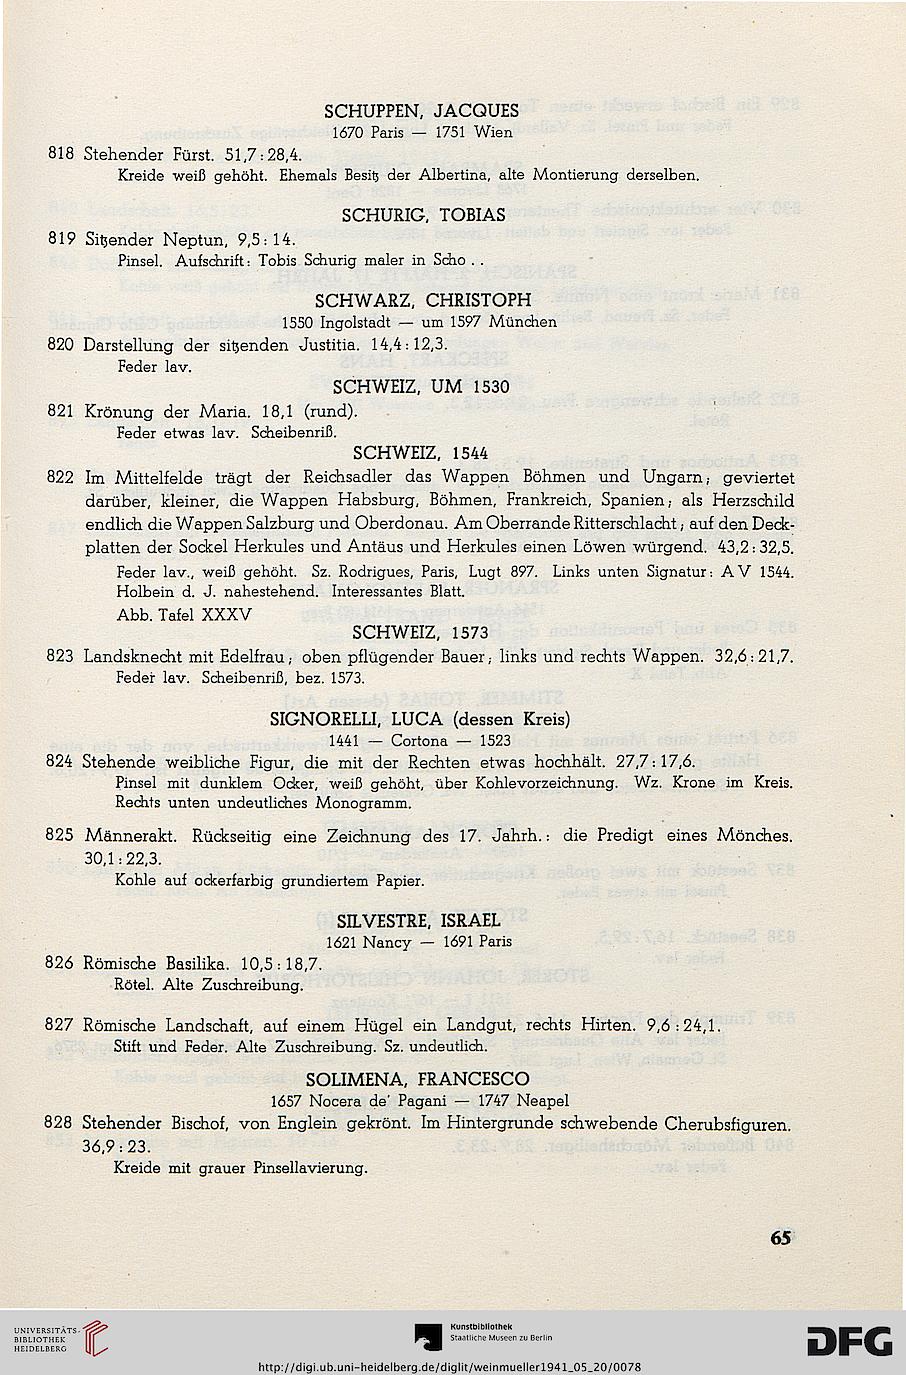 SCHUPPEN, JACQUES
1670 Paris — 1751 Wien
818 Stehender Fürst. 51,7 : 28,4.
Kreide weiß gehöht. Ehemals Besitz der Albertina, alte Montierung derselben.
SCHURIG, TOBIAS
819 Sitzender Neptun, 9,5 : 14.
Pinsel. Aufschrift: Tobis Schurig maler in Scho . .
SCHWARZ, CHRISTOPH
1550 Ingolstadt — um 1597 München
820 Darstellung der sitzenden Justitia. 14,4 : 12,3.
Feder lav.
SCHWEIZ, UM 1530
821 Krönung der Maria. 18,1 (rund).
Feder etwas lav. Scheibenriß.
SCHWEIZ, 1544
822 Im Mittelfelde trägt der Reichsadler das Wappen Böhmen und Ungarn; geviertet
darüber, kleiner, die Wappen Habsburg, Böhmen, Frankreich, Spanien; als Herzschild
endlich die Wappen Salzburg und Oberdonau. Am Oberrande Ritterschlacht; auf den Deck-
platten der Sockel Herkules und Antäus und Herkules einen Löwen würgend. 43,2 : 32,5.
Feder lav., weiß gehöht. Sz. Rodrigues, Paris, Lugt 897. Links unten Signatur: AV 1544.
Holbein d. J. nahestehend. Interessantes Blatt.
Abb. Tafel XXXV
SCHWEIZ, 1573
823 Landsknecht mit Edelfrau; oben pflügender Bauer; links und rechts Wappen. 32,6 : 21,7.
Feder lav. Scheibenriß, bez. 1573.
SIGNORELLI, LUCA (dessen Kreis)
1441 — Cortona — 1523
824 Stehende weibliche Figur, die mit der Rechten etwas hochhält. 27,7 : 17,6.
Pinsel mit dunklem Ocker, weiß gehöht, über Kohlevorzeichnung. Wz. Krone im Kreis.
Rechts unten undeutliches Monogramm.
825 Männerakt. Rückseitig eine Zeichnung des 17. Jahrh.: die Predigt eines Mönches.
30,1 : 22,3.
Kohle auf ockerfarbig grundiertem Papier.
SILVESTRE, ISRAEL
1621 Nancy — 1691 Paris
826 Römische Basilika. 10,5 : 18,7.
Rötel. Alte Zuschreibung.
827 Römische Landschaft, auf einem Hügel ein Landgut, rechts Hirten. 9,6 : 24,1.
Stift und Feder. Alte Zuschreibung. Sz. undeutlich.
SOLIMENA, FRANCESCO
1657 Nocera de' Pagani — 1747 Neapel
828 Stehender Bischof, von Englein gekrönt. Im Hintergrunde schwebende Cherubsfiguren.
36,9 : 23.
Kreide mit grauer Pinsellavierung.
65
UNIVERSITÄTS-
BIBLIOTHEK
HEIDELBERG
Kunstbibliothek
Staatliche Museen zu Berlin
DFG
http://digi.ub.uni-heidelberg.de/diglit/weinmueller1941_05_20/0078